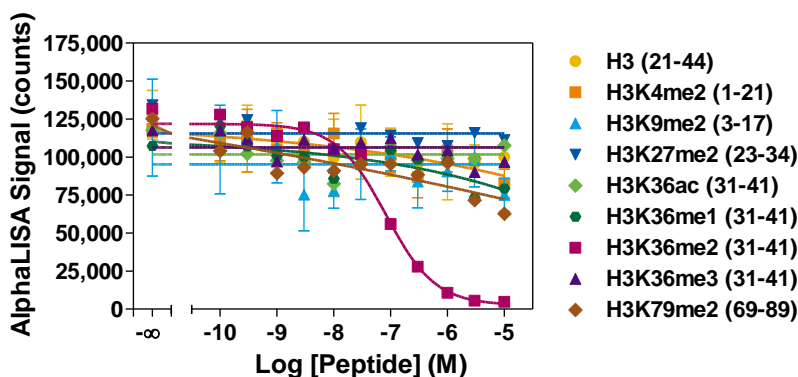 AlphaLISA Signal (counts)
175,000
150,000
125,000
100,000
75,000
50,000
25,000
0
-∞
-10
-9
-8
-7
-6
-5
Log [Peptide] (M)
H3 (21-44)
H3K4me2 (1-21)
H3K9me2 (3-17)
H3K27me2 (23-34)
H3K36ac (31-41)
H3K36me1 (31-41)
H3K36me2 (31-41)
H3K36me3 (31-41)
H3K79me2 (69-89)